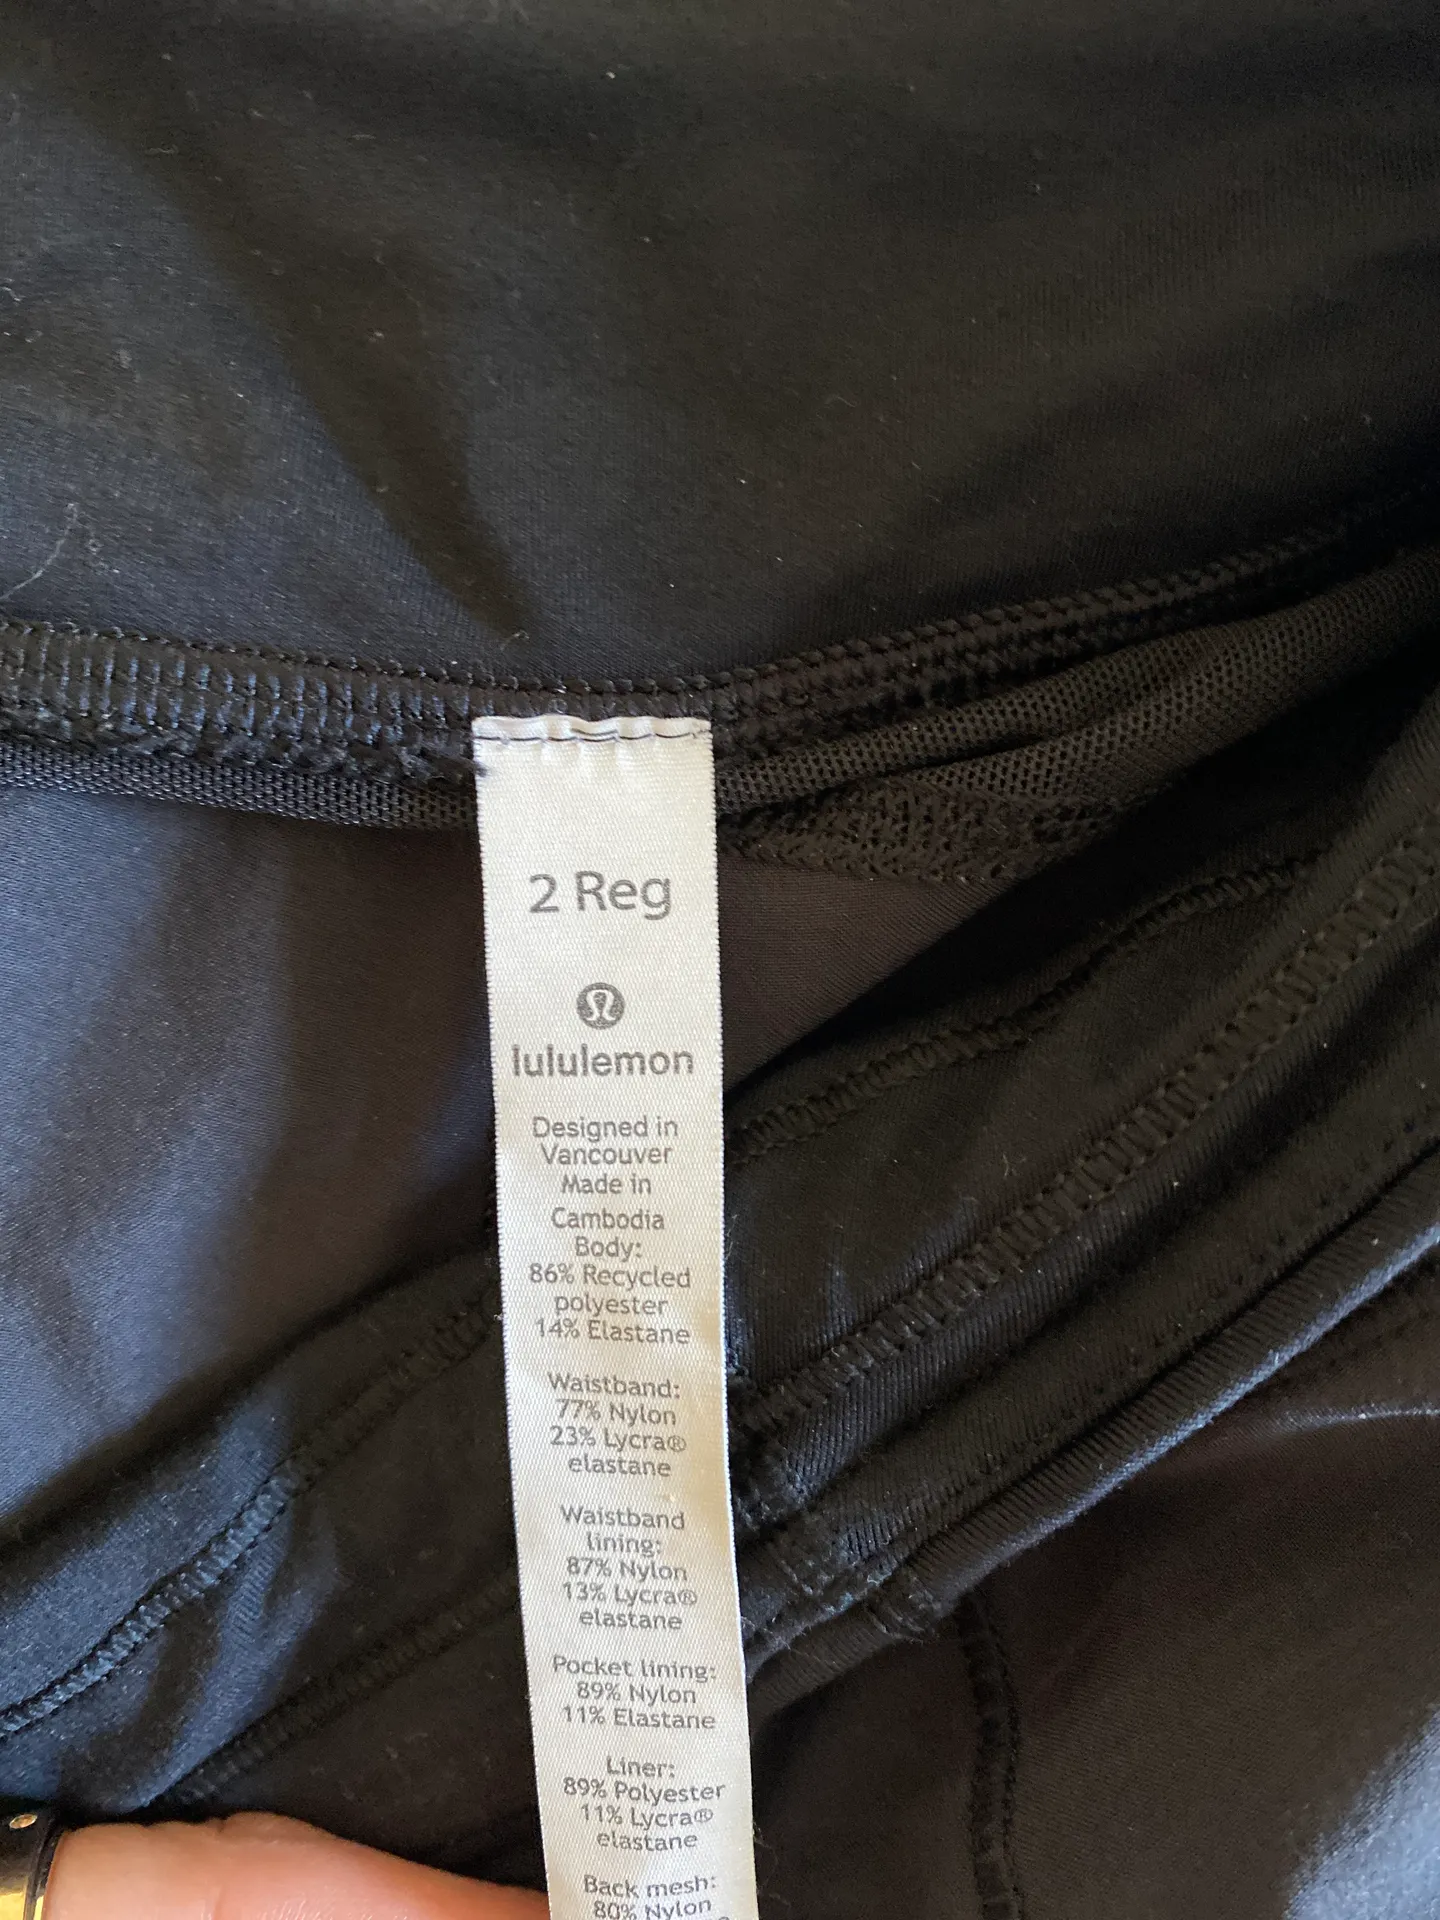 2 Reg
lululemon
Designed in
Vancouver
Made in
Cambodia
Body:
86% Recycled
polyester
14% Elastane
Waistband:
77% Nylon
23% Lycra®
elastane
Waistband
lining:
87% Nylon
13% Lycra®
elastane
Pocket lining:
89% Nylon
11% Elastane
Liner:
89% Polyester
11% Lycra®
elastane
Back mesh:
80% Nylon